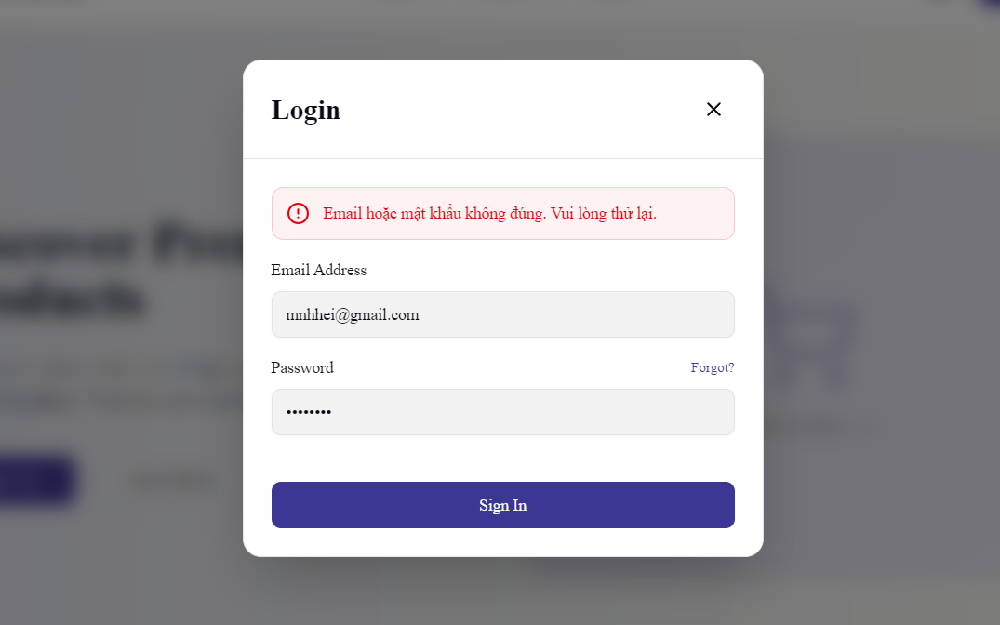 Login
Email hoặc mật khẩu không đúng. Vui lòng thử lại.
Email Address
mnhhei@gmail.com
Password
Forgot?
••••••••
Sign In